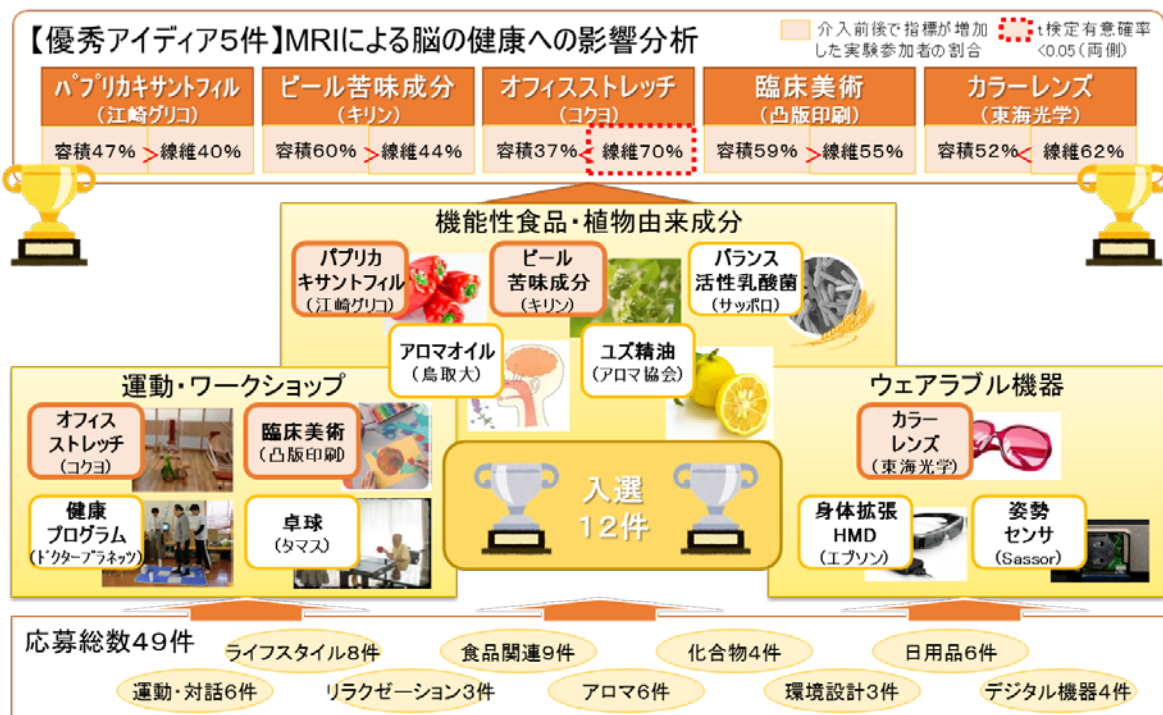 【優秀アイディア5件】MRIによる脳の健康への影響分析
介入前後で指標が増加
した実験参加者の割合
t検定有意確率
<0.05(両側)
パプリカキサントフィル
(江崎グリコ)
容積47%>線維40%
ビール苦味成分
(キリン)
容積60%>線維44%
オフィスストレッチ
(コクヨ)
容積37%<線維70%
臨床美術
(凸版印刷)
容積59%>線維55%
カラーレンズ
(東海光学)
容積52%<線維62%
機能性食品・植物由来成分
パプリカ
キサントフィル
(江崎グリコ)
ビール
苦味成分
(キリン)
バランス
活性乳酸菌
(サッポロ)
アロマオイル
(鳥取大)
ユズ精油
(アロマ協会)
運動・ワークショップ
オフィス
ストレッチ
(コクヨ)
臨床美術
(凸版印刷)
健康
プログラム
(ドクタープラネッツ)
卓球
(タマス)
入選
12件
ウェアラブル機器
カラー
レンズ
(東海光学)
身体拡張
HMD
(エプソン)
姿勢
センサ
(Sassor)
応募総数49件
ライフスタイル8件
食品関連9件
化合物4件
日用品6件
運動・対話6件
リラクゼーション3件
アロマ6件
環境設計3件
デジタル機器4件